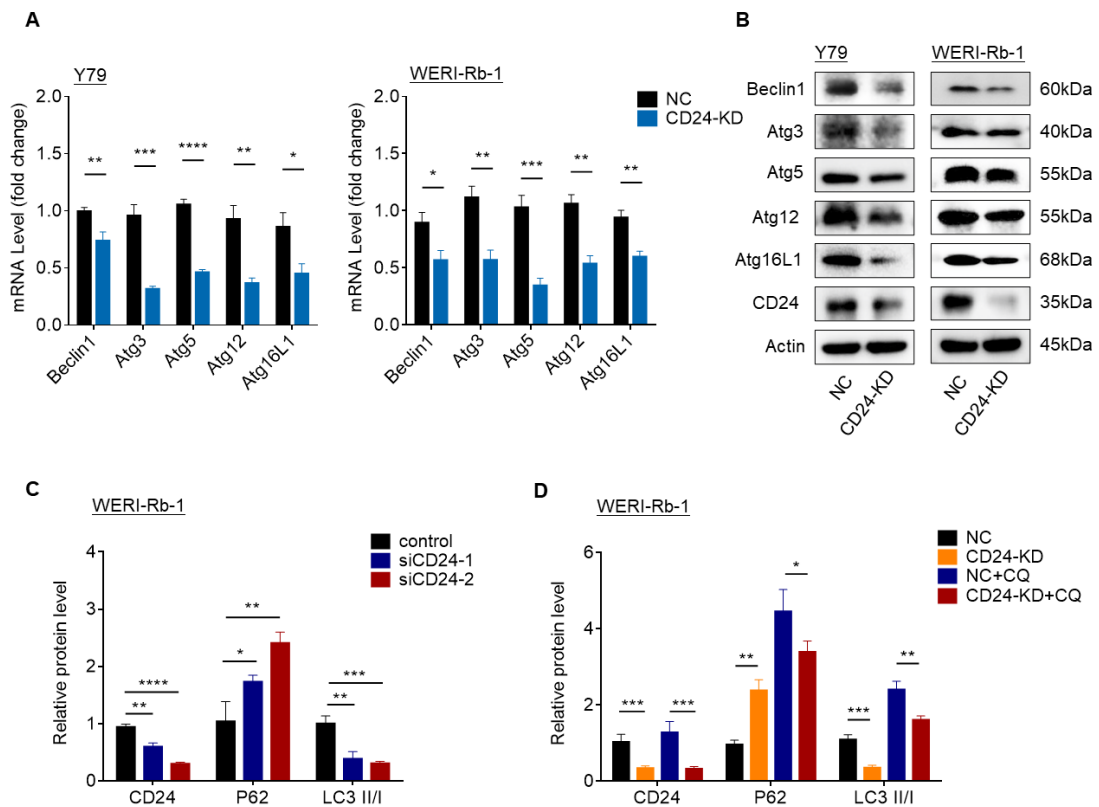 A
Y79
WERI-Rb-1
NC
CD24-KD
mRNA Level (fold change)
2.0
1.5
1.0
0.5
0.0
** *** **** ** *
Beclin1 Atg3 Atg5 Atg12 Atg16L1
mRNA Level (fold change)
2.0
1.5
1.0
0.5
0.0
* ** *** ** **
Beclin1 Atg3 Atg5 Atg12 Atg16L1
B
Y79 WERI-Rb-1
Beclin1 60kDa
Atg3 40kDa
Atg5 55kDa
Atg12 55kDa
Atg16L1 68kDa
CD24 35kDa
Actin 45kDa
NC CD24-KD NC CD24-KD
C
WERI-Rb-1
control
siCD24-1
siCD24-2
Relative protein level
4
3
2
1
0
**** ** ** * *** **
CD24 P62 LC3 II/I
D
WERI-Rb-1
NC
CD24-KD
NC+CQ
CD24-KD+CQ
Relative protein level
6
4
2
0
*** *** ** * *** **
CD24 P62 LC3 II/I